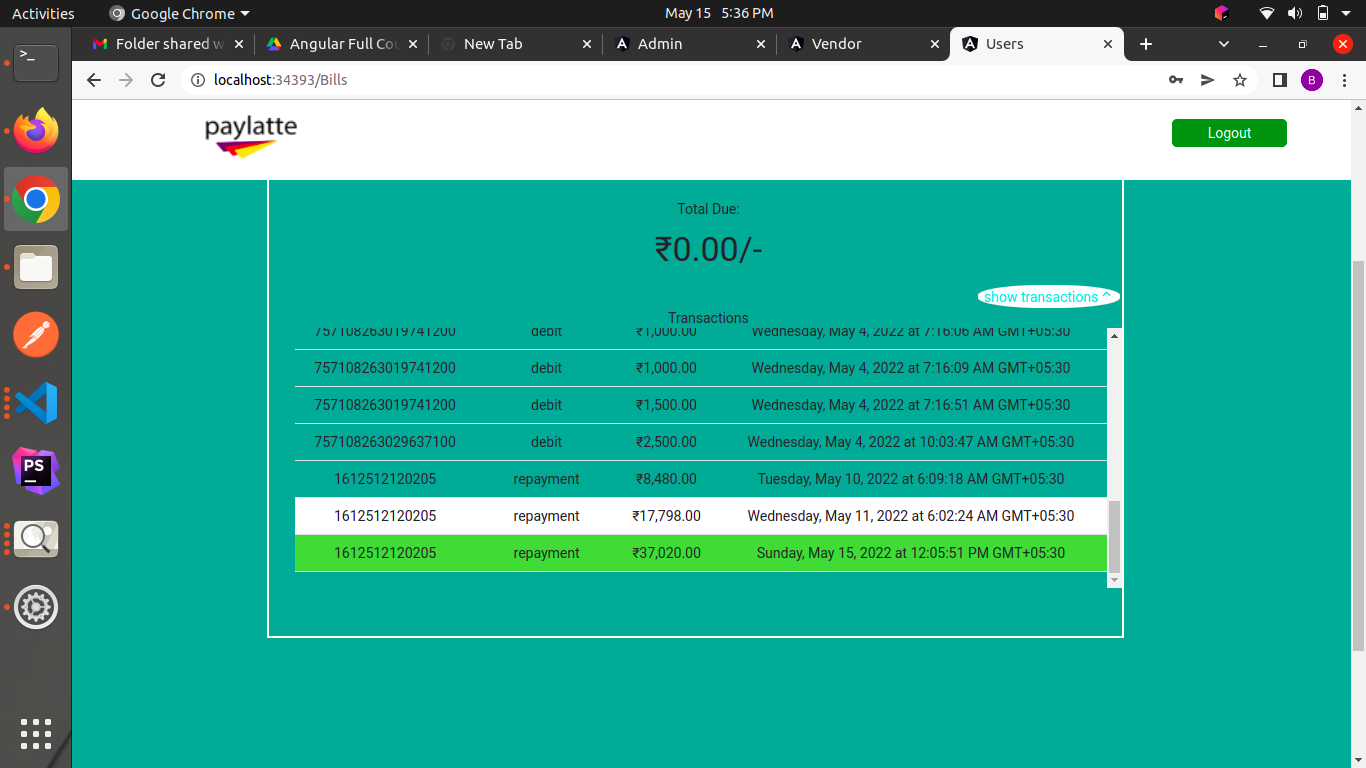 Activities Google Chrome May 15 5:36 PM
Folder shared w Angular Full Cou New Tab Admin Vendor Users
localhost:34393/Bills B
paylatte Logout
Total Due:
₹0.00/-
show transactions ^
Transactions
757108263019741200 debit ₹1,000.00 Wednesday, May 4, 2022 at 7:16:06 AM GMT+05:30
757108263019741200 debit ₹1,000.00 Wednesday, May 4, 2022 at 7:16:09 AM GMT+05:30
757108263019741200 debit ₹1,500.00 Wednesday, May 4, 2022 at 7:16:51 AM GMT+05:30
757108263029637100 debit ₹2,500.00 Wednesday, May 4, 2022 at 10:03:47 AM GMT+05:30
1612512120205 repayment ₹8,480.00 Tuesday, May 10, 2022 at 6:09:18 AM GMT+05:30
1612512120205 repayment ₹17,798.00 Wednesday, May 11, 2022 at 6:02:24 AM GMT+05:30
1612512120205 repayment ₹37,020.00 Sunday, May 15, 2022 at 12:05:51 PM GMT+05:30
PS